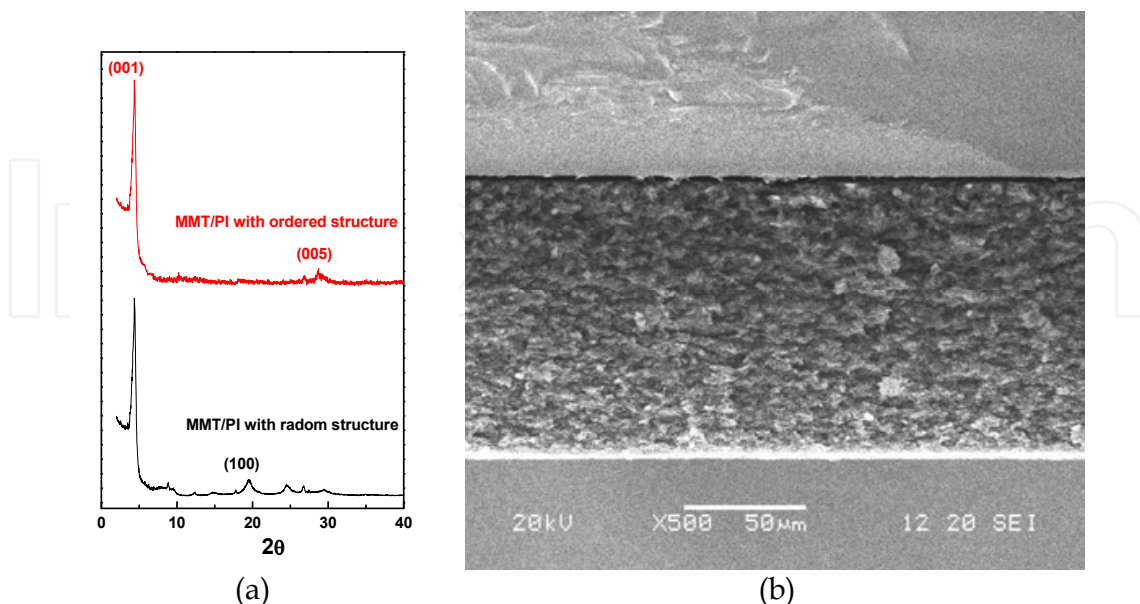 (001)
MMT/PI with ordered structure
(005)
MMT/PI with radom structure
(100)
0 10 20 30 40
2θ
20kV X500 50μm 12 20 SEI
(a) (b)